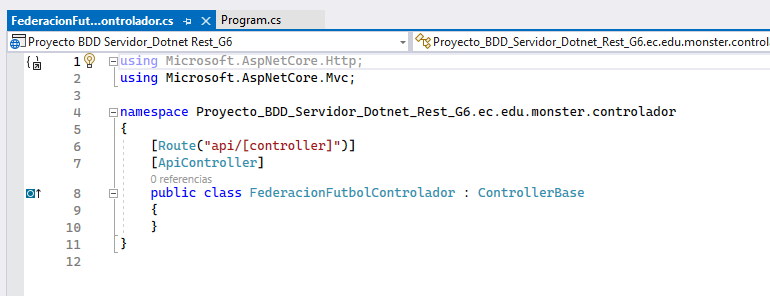 FederacionFut...ontrolador.cs
Program.cs
Proyecto BDD Servidor_Dotnet Rest_G6
Proyecto_BDD_Servidor_Dotnet_Rest_G6.ec.edu.monster.contro
1 using Microsoft.AspNetCore.Http;
2 using Microsoft.AspNetCore.Mvc;
3
4 namespace Proyecto_BDD_Servidor_Dotnet_Rest_G6.ec.edu.monster.controlador
5 {
6 [Route("api/[controller]")]
7 [ApiController]
0 referencias
8 public class FederacionFutbolControlador : ControllerBase
9 {
10 }
11 }
12